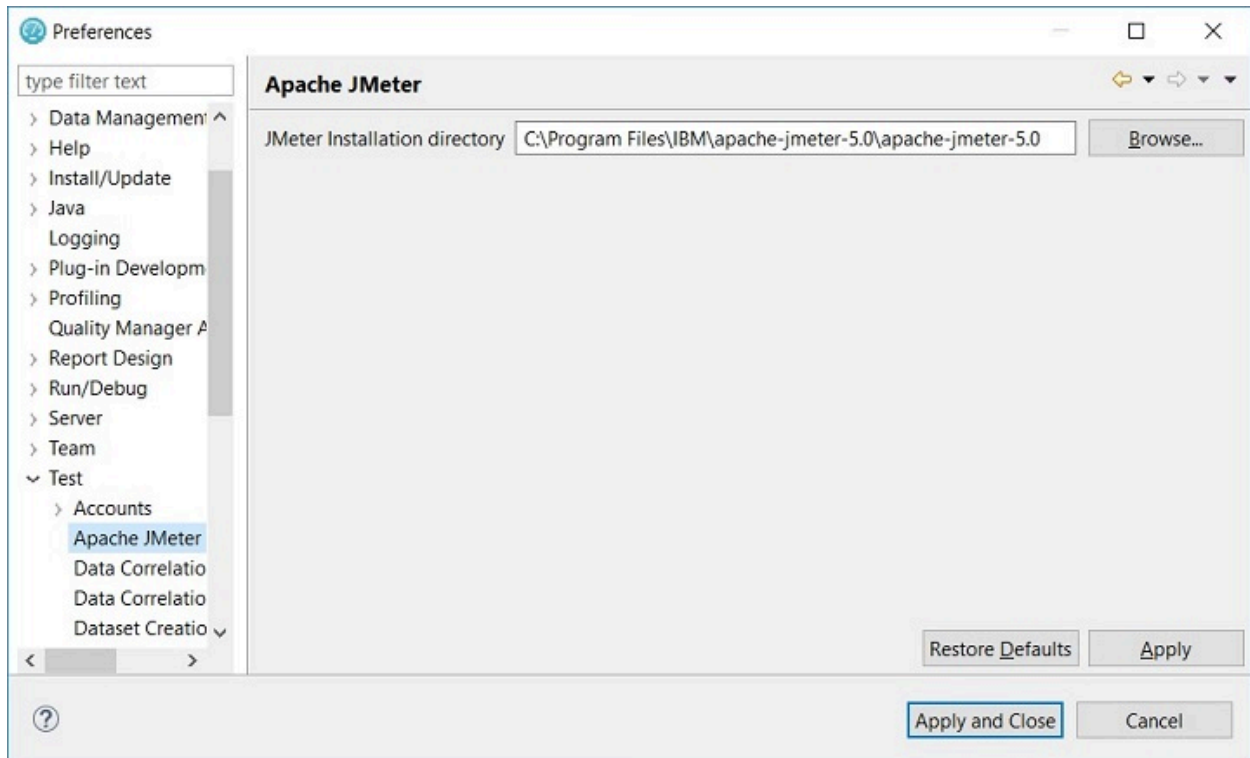 Preferences
type filter text
Data Management
Help
Install/Update
Java
Logging
Plug-in Developm
Profiling
Quality Manager A
Report Design
Run/Debug
Server
Team
Test
Accounts
Apache JMeter
Data Correlatio
Data Correlatio
Dataset Creatio
Apache JMeter
JMeter Installation directory C:\Program Files\IBM\apache-jmeter-5.0\apache-jmeter-5.0 Browse...
Restore Defaults Apply
? Apply and Close Cancel